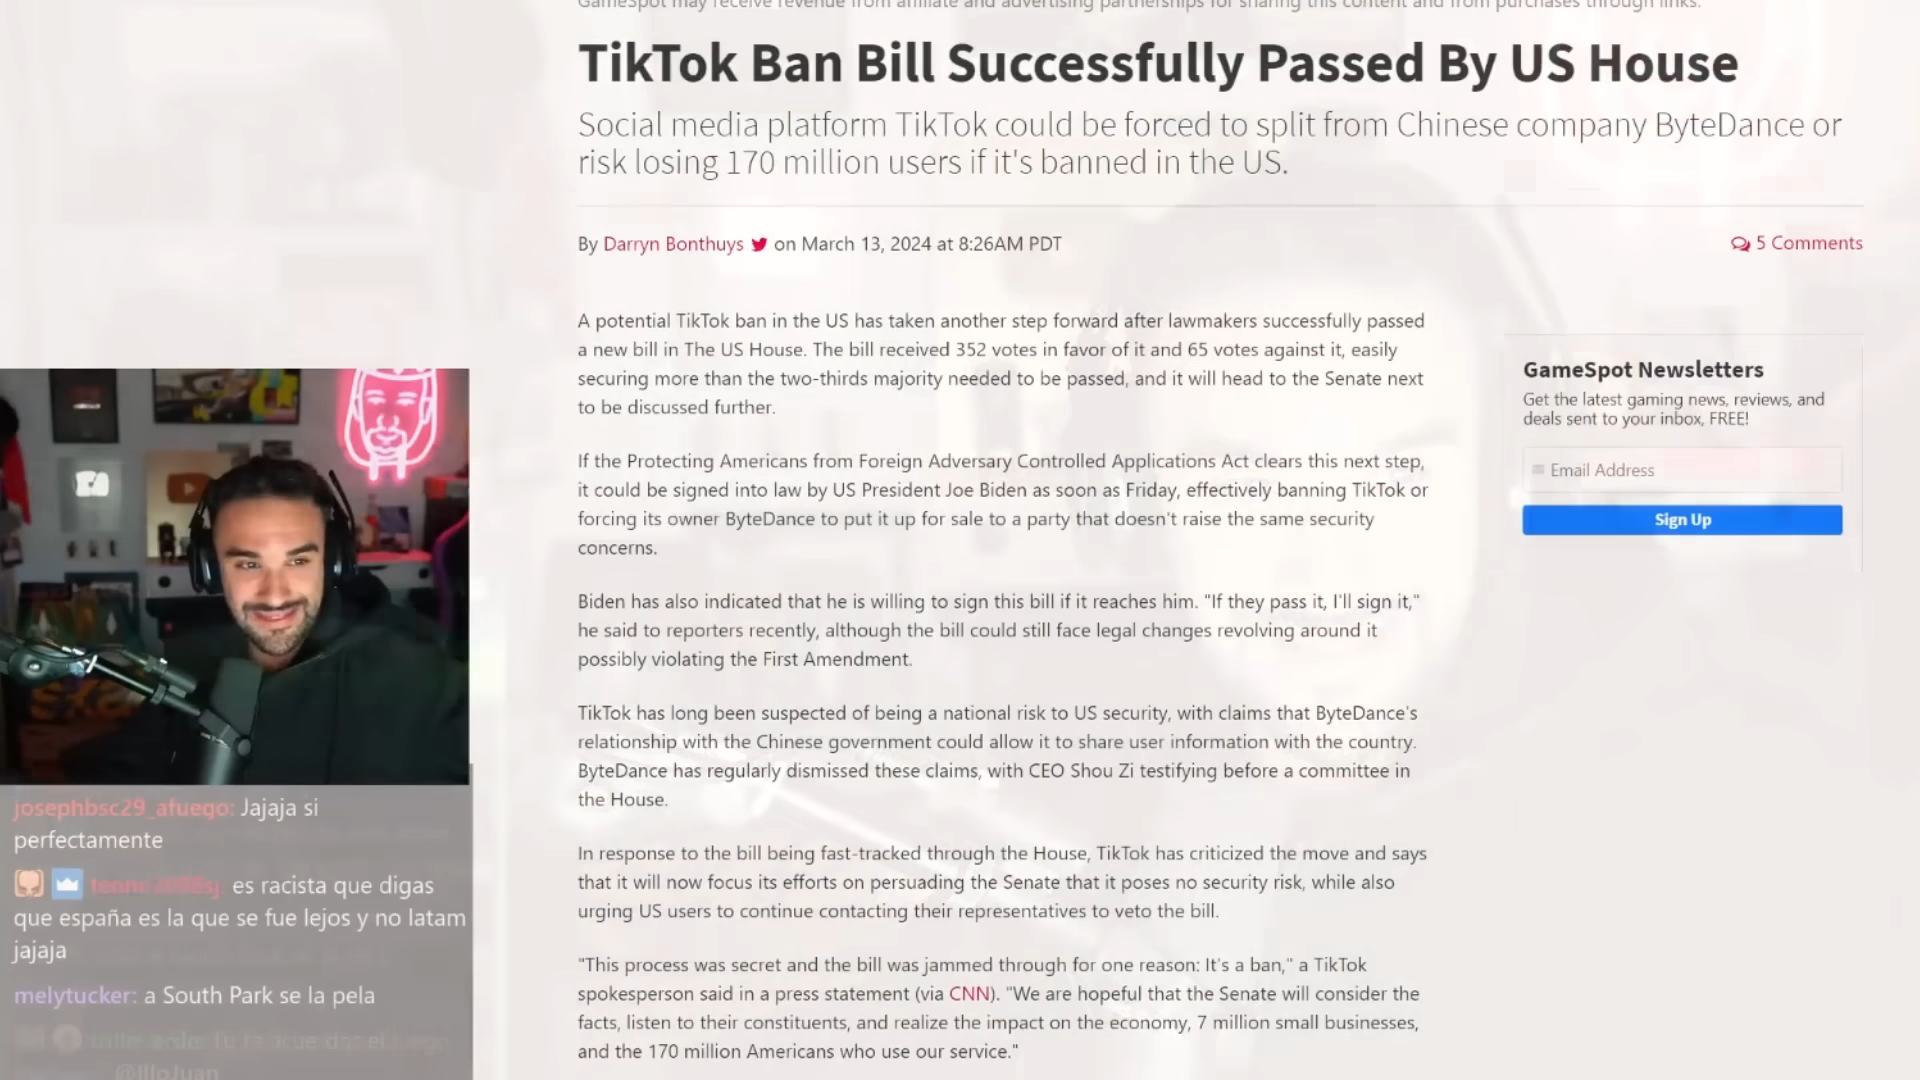 GameSpot may receive revenue from affiliate and advertising partnerships for sharing this content and from purchases through links.
TikTok Ban Bill Successfully Passed By US House
Social media platform TikTok could be forced to split from Chinese company ByteDance or
risk losing 170 million users if it's banned in the US.
By Darryn Bonthuys on March 13, 2024 at 8:26AM PDT
5 Comments
A potential TikTok ban in the US has taken another step forward after lawmakers successfully passed
a new bill in The US House. The bill received 352 votes in favor of it and 65 votes against it, easily
securing more than the two-thirds majority needed to be passed, and it will head to the Senate next
to be discussed further.
If the Protecting Americans from Foreign Adversary Controlled Applications Act clears this next step,
it could be signed into law by US President Joe Biden as soon as Friday, effectively banning TikTok or
forcing its owner ByteDance to put it up for sale to a party that doesn't raise the same security
concerns.
Biden has also indicated that he is willing to sign this bill if it reaches him. "If they pass it, I'll sign it,"
he said to reporters recently, although the bill could still face legal changes revolving around it
possibly violating the First Amendment.
TikTok has long been suspected of being a national risk to US security, with claims that ByteDance's
relationship with the Chinese government could allow it to share user information with the country.
ByteDance has regularly dismissed these claims, with CEO Shou Zi testifying before a committee in
the House.
In response to the bill being fast-tracked through the House, TikTok has criticized the move and says
that it will now focus its efforts on persuading the Senate that it poses no security risk, while also
urging US users to continue contacting their representatives to veto the bill.
"This process was secret and the bill was jammed through for one reason: It's a ban," a TikTok
spokesperson said in a press statement (via CNN). "We are hopeful that the Senate will consider the
facts, listen to their constituents, and realize the impact on the economy, 7 million small businesses,
and the 170 million Americans who use our service."
GameSpot Newsletters
Get the latest gaming news, reviews, and
deals sent to your inbox, FREE!
Email Address
Sign Up
josephbsc29_afuego: Jajaja si
perfectamente
es racista que digas
que españa es la que se fue lejos y no latam
jajaja
melytucker: a South Park se la pela
@IlloJuan